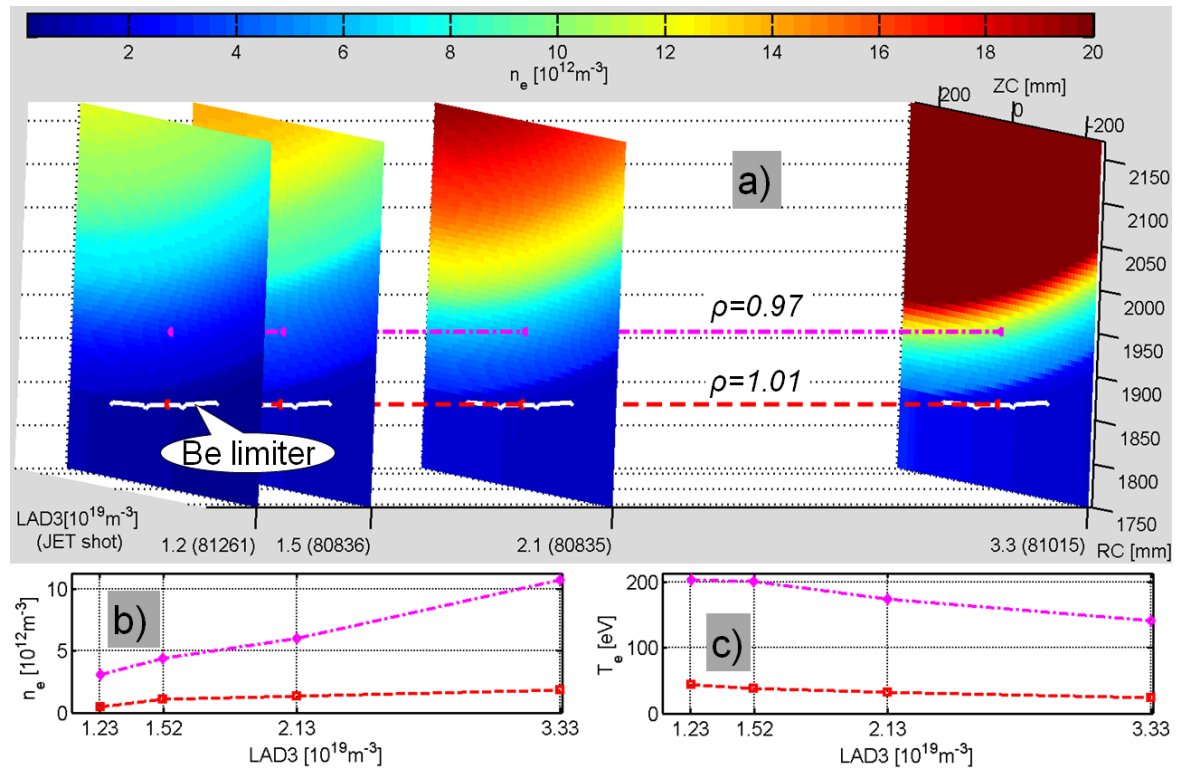 2 4 6 8 10 12 14 16 18 20
n_e [10^12 m^-3]
ZC [mm]
200 0 -200
a)
2150
2100
2050
2000
ρ=0.97
1950
1900
ρ=1.01
1850
Be limiter
1800
1750
LAD3[10^19 m^-3]
(JET shot)
1.2 (81261) 1.5 (80836) 2.1 (80835) 3.3 (81015) RC [mm]
b)
n_e [10^12 m^-3]
10
5
0
1.23 1.52 2.13 3.33
LAD3 [10^19 m^-3]
c)
T_e [eV]
200
100
0
1.23 1.52 2.13 3.33
LAD3 [10^19 m^-3]